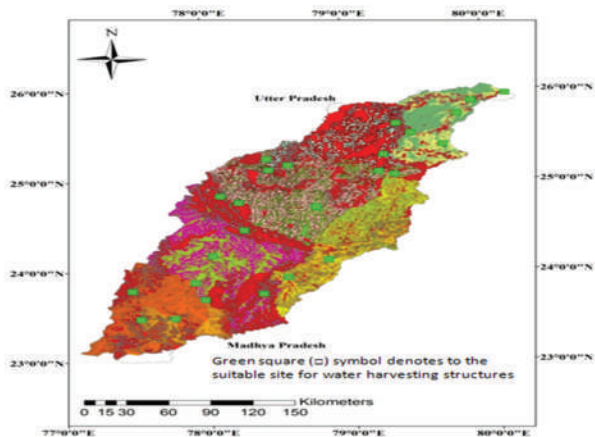 78°0'0"E 79°0'0"E 80°0'0"E
N
26°0'0"N 26°0'0"N
Utter Pradesh
25°0'0"N 25°0'0"N
24°0'0"N 24°0'0"N
Madhya Pradesh
Green square (□) symbol denotes to the
suitable site for water harvesting structures
23°0'0"N 23°0'0"N
Kilometers
0 15 30 60 90 120 150
77°0'0"E 78°0'0"E 79°0'0"E 80°0'0"E